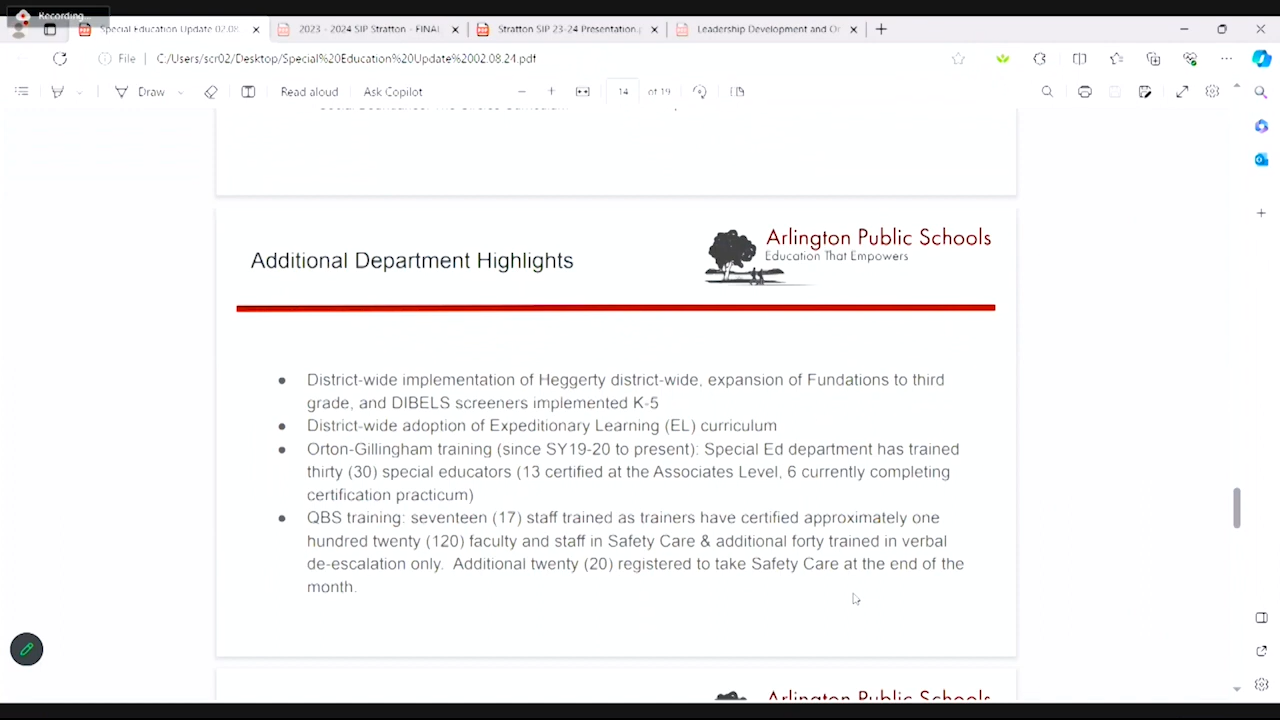 Recording...
Special Education Update 02.08
2023 - 2024 SIP Stratton - FINAL
Stratton SIP 23-24 Presentation.
Leadership Development and Or
File
C:/Users/scr02/Desktop/Special%20Education%20Update%2002.08.24.pdf
Draw
Read aloud
Ask Copilot
14
of 19
Additional Department Highlights
Arlington Public Schools
Education That Empowers
● District-wide implementation of Heggerty district-wide, expansion of Fundations to third
grade, and DIBELS screeners implemented K-5
● District-wide adoption of Expeditionary Learning (EL) curriculum
● Orton-Gillingham training (since SY19-20 to present): Special Ed department has trained
thirty (30) special educators (13 certified at the Associates Level, 6 currently completing
certification practicum)
● QBS training: seventeen (17) staff trained as trainers have certified approximately one
hundred twenty (120) faculty and staff in Safety Care & additional forty trained in verbal
de-escalation only. Additional twenty (20) registered to take Safety Care at the end of the
month.
Arlington Public Schools